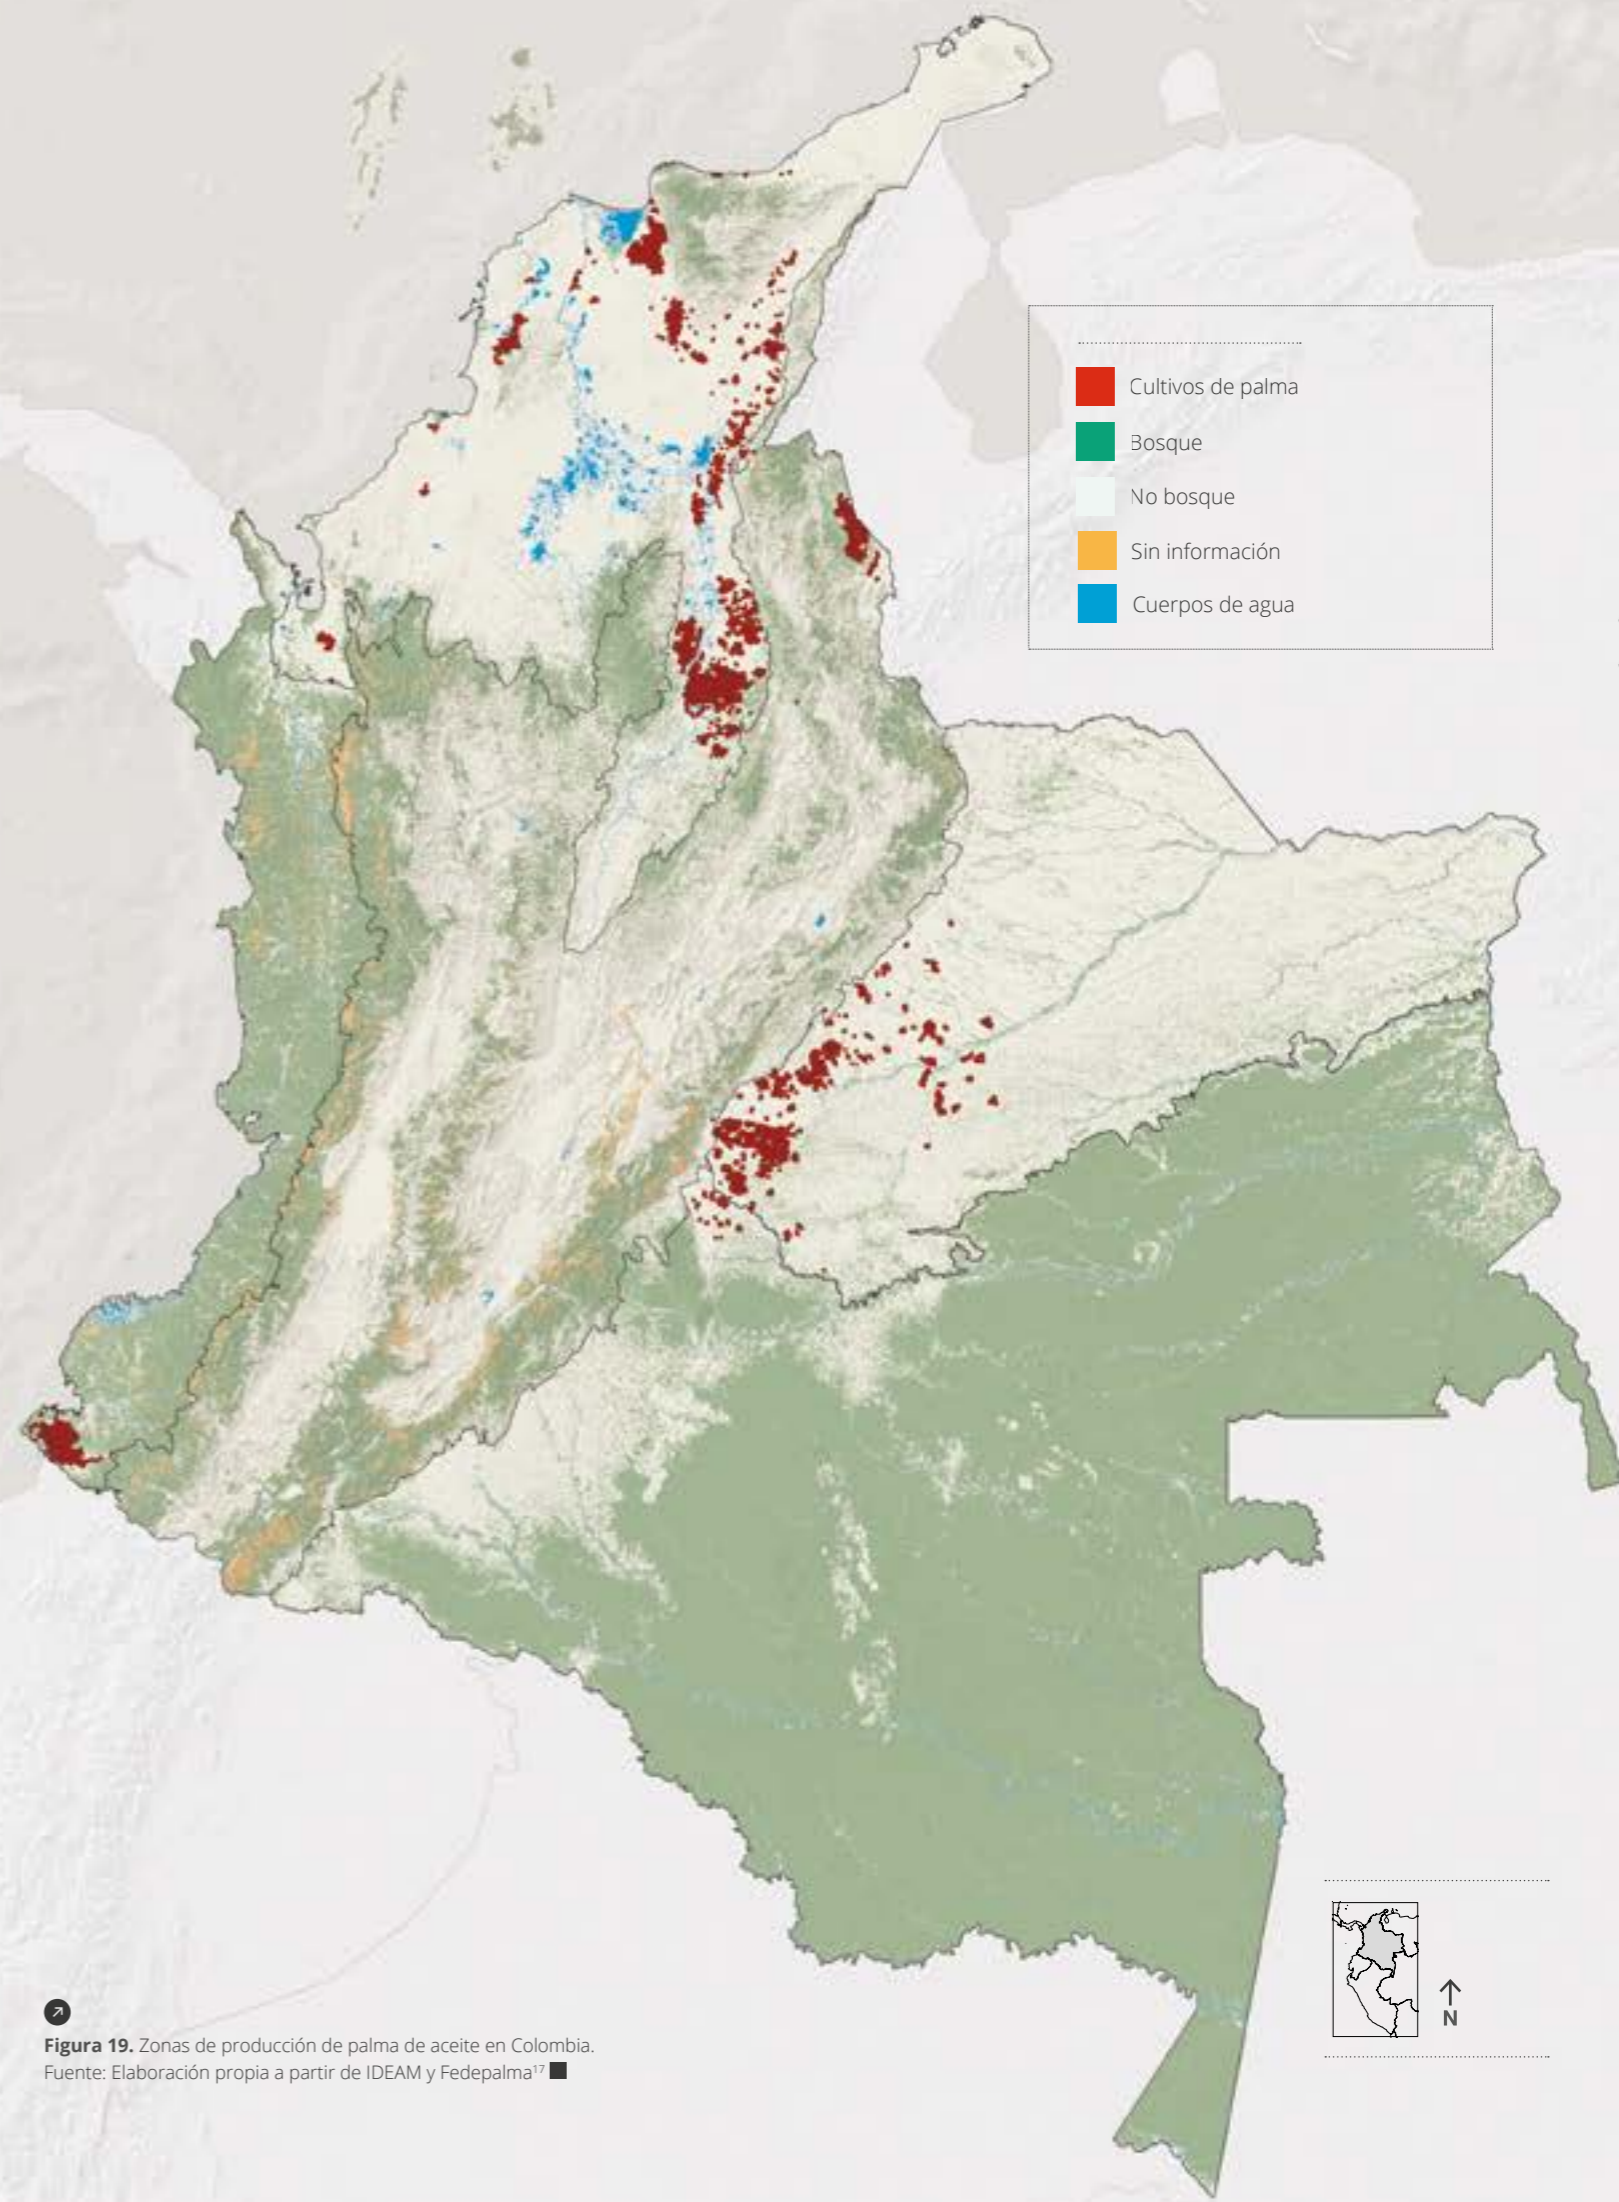 Cultivos de palma
Bosque
No bosque
Sin información
Cuerpos de agua
N
Figura 19. Zonas de producción de palma de aceite en Colombia.
Fuente: Elaboración propia a partir de IDEAM y Fedepalma¹⁷